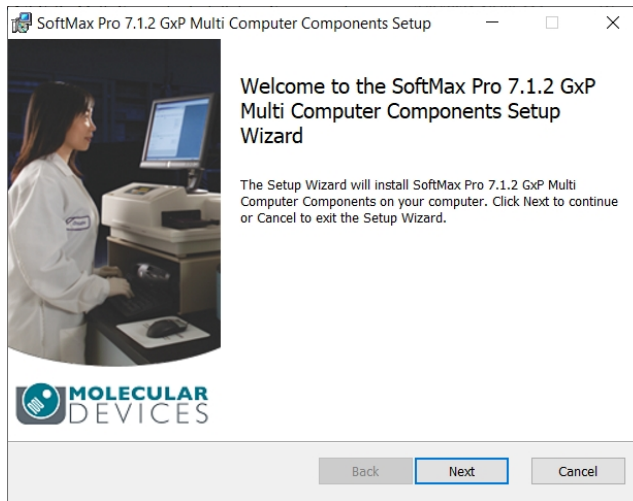 SoftMax Pro 7.1.2 GxP Multi Computer Components Setup
Welcome to the SoftMax Pro 7.1.2 GxP
Multi Computer Components Setup
Wizard
The Setup Wizard will install SoftMax Pro 7.1.2 GxP Multi
Computer Components on your computer. Click Next to continue
or Cancel to exit the Setup Wizard.
MOLECULAR
DEVICES
Back
Next
Cancel